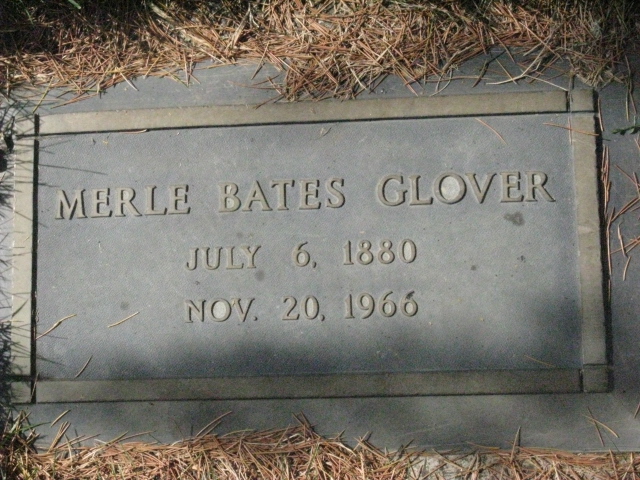 MERLE BATES GLOVER
JULY 6, 1880
NOV. 20, 1966